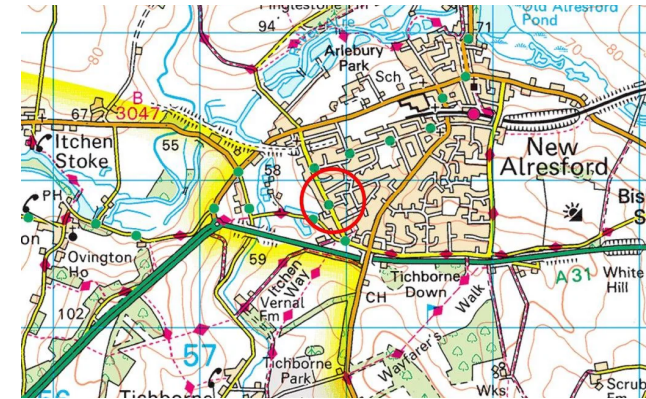 94
Arlebury
Park
71
Old Alresford
Pond
80
Sch
B
3047
67
Itchen
Stoke
55
58
New
Alresford
PH
Ovington
Ho
59
Itchen
Way
Vernal
Fm
CH
Tichborne
Down
A 31
White
Hill
102
57
Tichborne
Park
Wayfarer's
Walk
Wks
Scrub
Fm